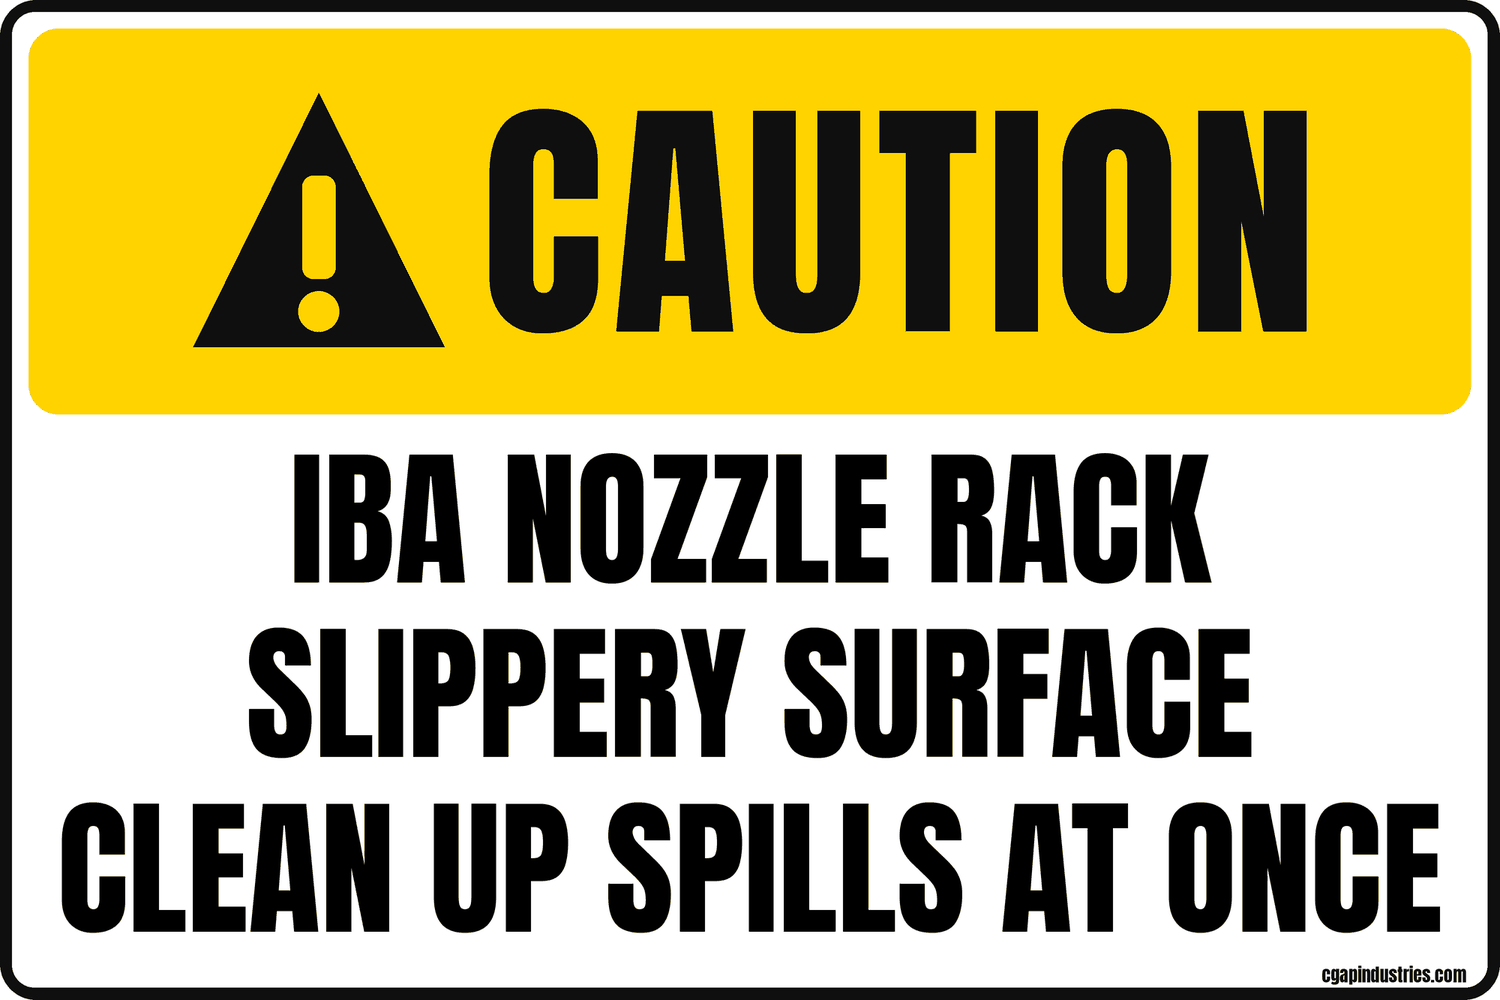 CAUTION
IBA NOZZLE RACK
SLIPPERY SURFACE
CLEAN UP SPILLS AT ONCE
cgapindustries.com